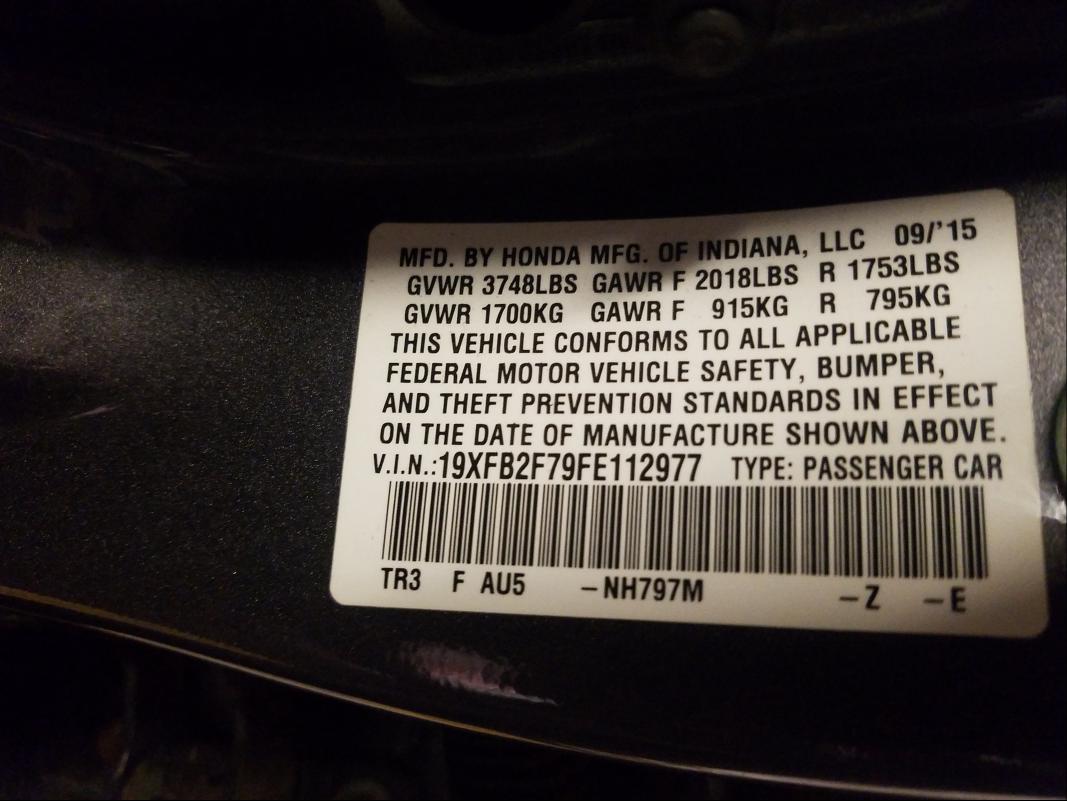 MFD. BY HONDA MFG. OF INDIANA, LLC 09/'15
GVWR 3748LBS GAWR F 2018LBS R 1753LBS
GVWR 1700KG GAWR F 915KG R 795KG
THIS VEHICLE CONFORMS TO ALL APPLICABLE
FEDERAL MOTOR VEHICLE SAFETY, BUMPER,
AND THEFT PREVENTION STANDARDS IN EFFECT
ON THE DATE OF MANUFACTURE SHOWN ABOVE.
V.I.N.:19XFB2F79FE112977 TYPE: PASSENGER CAR
TR3 F AU5 -NH797M -Z -E